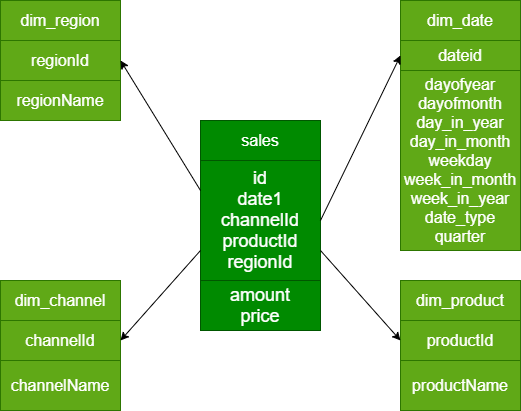 dim_region
regionId
regionName
dim_date
dateid
dayofyear
dayofmonth
day_in_year
day_in_month
weekday
week_in_month
week_in_year
date_type
quarter
sales
id
date1
channelId
productId
regionId
amount
price
dim_channel
channelId
channelName
dim_product
productId
productName